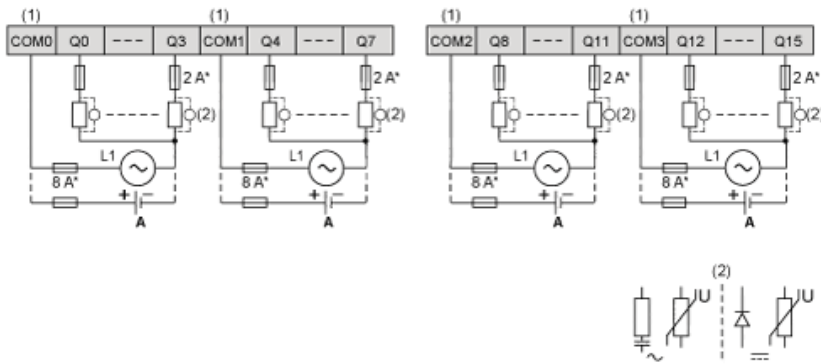 (1) (1) (1) (1)
COM0 Q0 --- Q3 COM1 Q4 --- Q7 COM2 Q8 --- Q11 COM3 Q12 --- Q15
2 A* 2 A* 2 A* 2 A*
(2) (2) (2) (2)
L1 L1 L1 L1
8 A* 8 A* 8 A* 8 A*
+ − + − + − + −
A A A A
(2)
U U